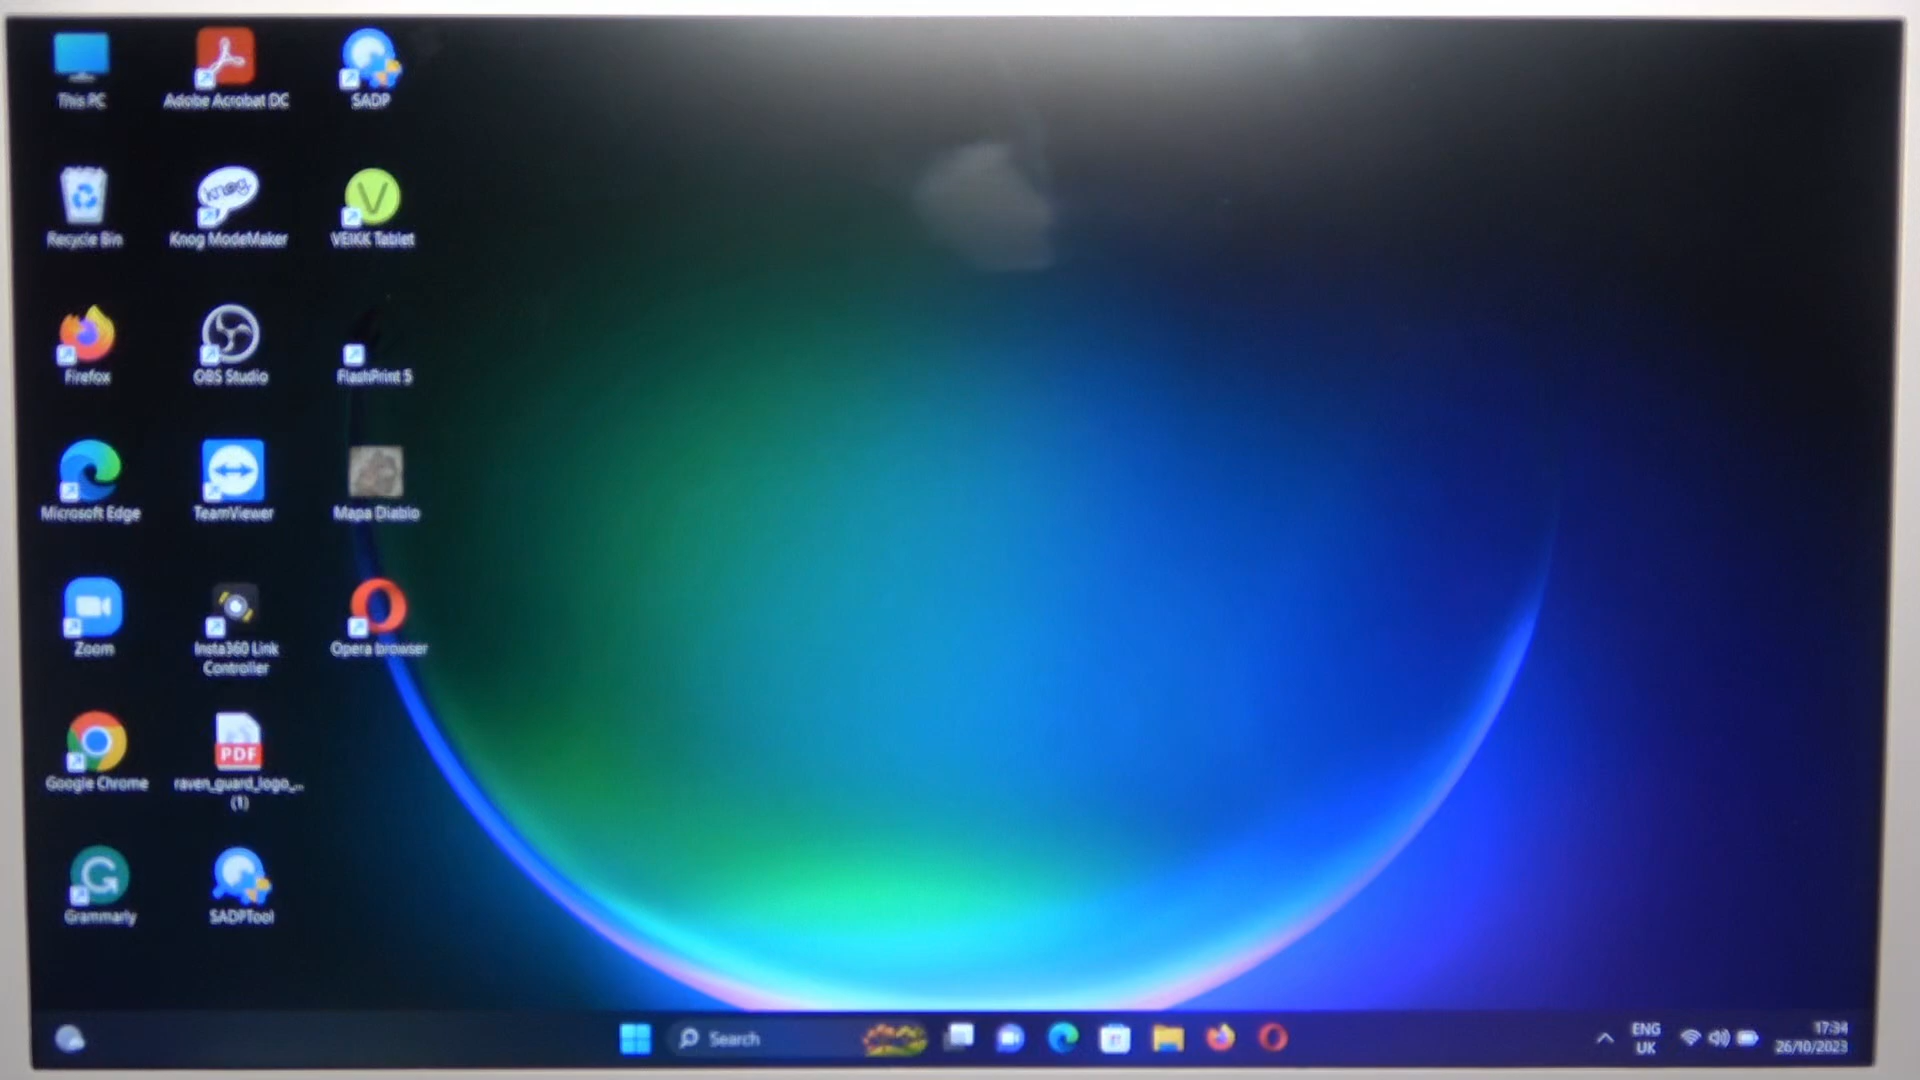 This PC
Adobe Acrobat DC
SADP
Recycle Bin
knog
Knog ModeMaker
V
VEIKK Tablet
Firefox
OBS Studio
FlashPrint 5
Microsoft Edge
TeamViewer
Mapa Diablo
Zoom
Insta360 Link
Controller
Opera browser
Google Chrome
PDF
raven_guard_logo_...
(1)
G
Grammarly
SADPTool
Search
ENG
UK
17:34
26/10/2023